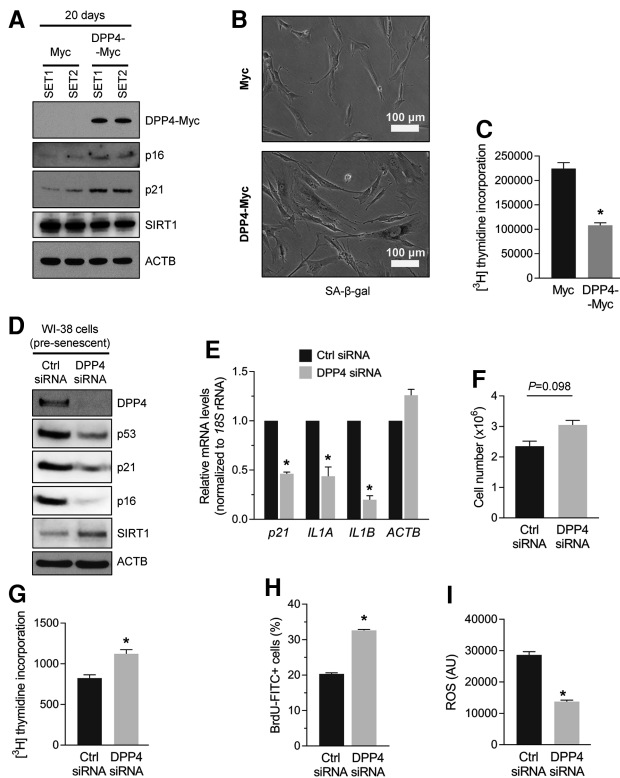 A
20 days
Myc
DPP4-
-Myc
SET1
SET2
SET1
SET2
DPP4-Myc
p16
p21
SIRT1
ACTB
B
Myc
100 µm
DPP4-Myc
100 µm
SA-β-gal
C
[³H] thymidine incorporation
250000
200000
150000
100000
50000
0
*
Myc
DPP4-
-Myc
D
WI-38 cells
(pre-senescent)
Ctrl
siRNA
DPP4
siRNA
DPP4
p53
p21
p16
SIRT1
ACTB
E
Ctrl siRNA
DPP4 siRNA
Relative mRNA levels
(normalized to 18S rRNA)
1.5
1.0
0.5
0.0
*
*
*
p21
IL1A
IL1B
ACTB
F
Cell number (x10⁶)
4
3
2
1
0
P=0.098
Ctrl
siRNA
DPP4
siRNA
G
[³H] thymidine incorporation
1500
1000
500
0
*
Ctrl
siRNA
DPP4
siRNA
H
BrdU-FITC+ cells (%)
40
30
20
10
0
*
Ctrl
siRNA
DPP4
siRNA
I
ROS (AU)
40000
30000
20000
10000
0
*
Ctrl
siRNA
DPP4
siRNA